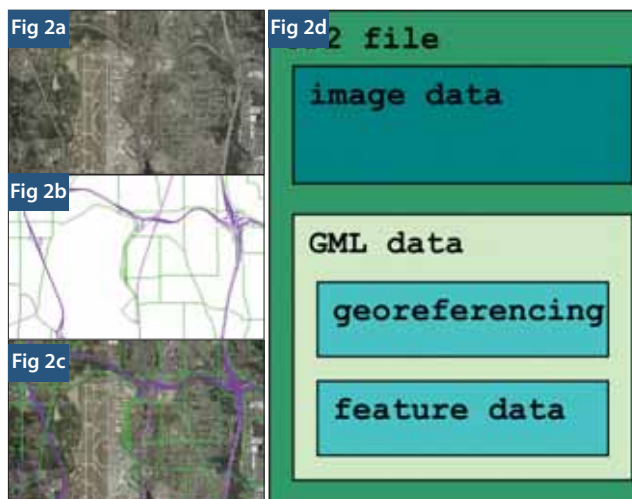 Fig 2a
Fig 2b
Fig 2c
Fig 2d
2 file
image data
GML data
georeferencing
feature data